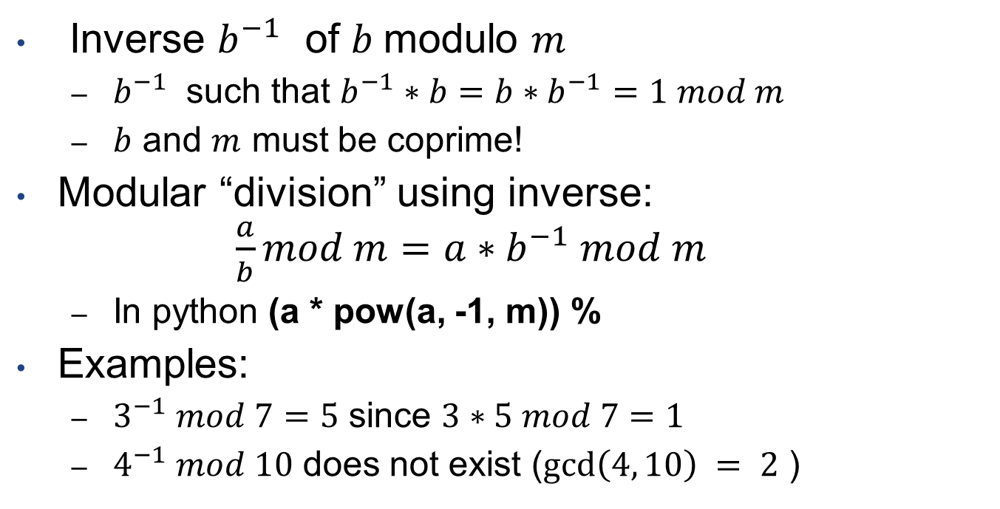 • Inverse b⁻¹ of b modulo m
– b⁻¹ such that b⁻¹ ∗ b = b ∗ b⁻¹ = 1 mod m
– b and m must be coprime!
• Modular “division” using inverse:
a/b mod m = a ∗ b⁻¹ mod m
– In python (a * pow(a, -1, m)) %
• Examples:
– 3⁻¹ mod 7 = 5 since 3 ∗ 5 mod 7 = 1
– 4⁻¹ mod 10 does not exist (gcd(4, 10) = 2 )